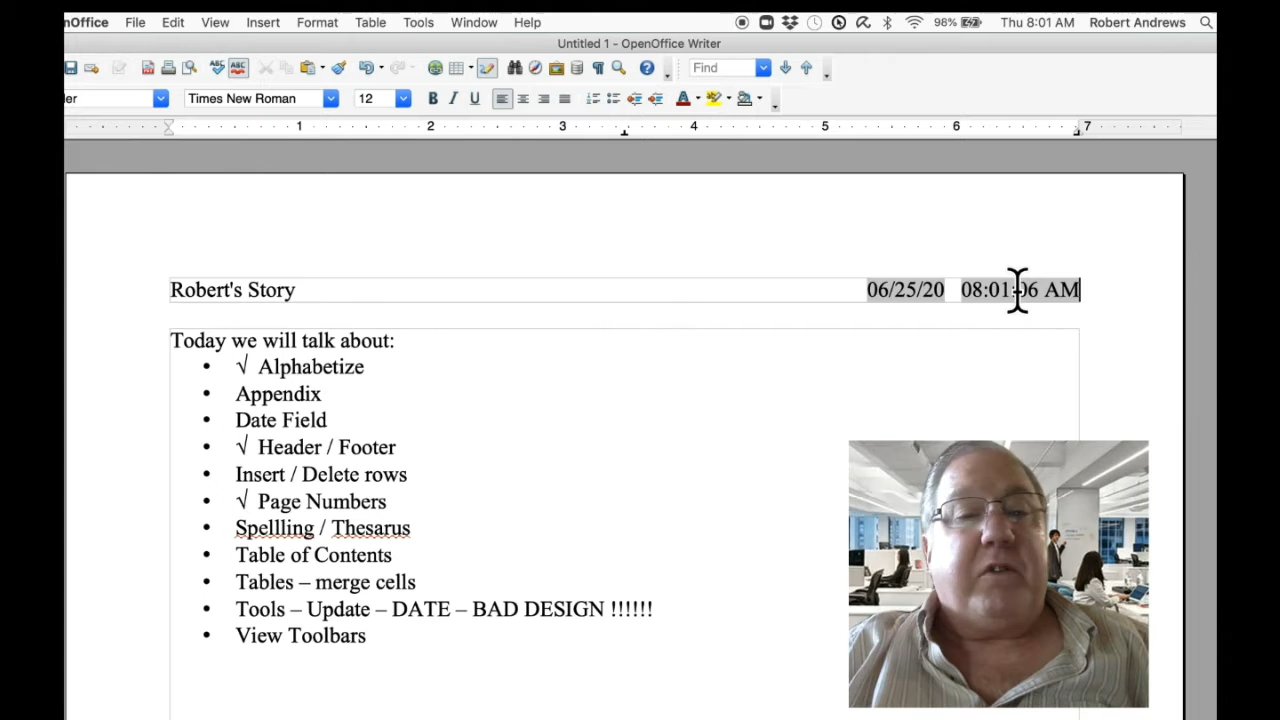 nOffice File Edit View Insert Format Table Tools Window Help 98% Thu 8:01 AM Robert Andrews
Untitled 1 - OpenOffice Writer
ABC ABC Find
er Times New Roman 12 B I U A
1 2 3 4 5 6 7
Robert's Story 06/25/20 08:01:06 AM
Today we will talk about:
• √ Alphabetize
• Appendix
• Date Field
• √ Header / Footer
• Insert / Delete rows
• √ Page Numbers
• Spellling / Thesarus
• Table of Contents
• Tables – merge cells
• Tools – Update – DATE – BAD DESIGN !!!!!!
• View Toolbars